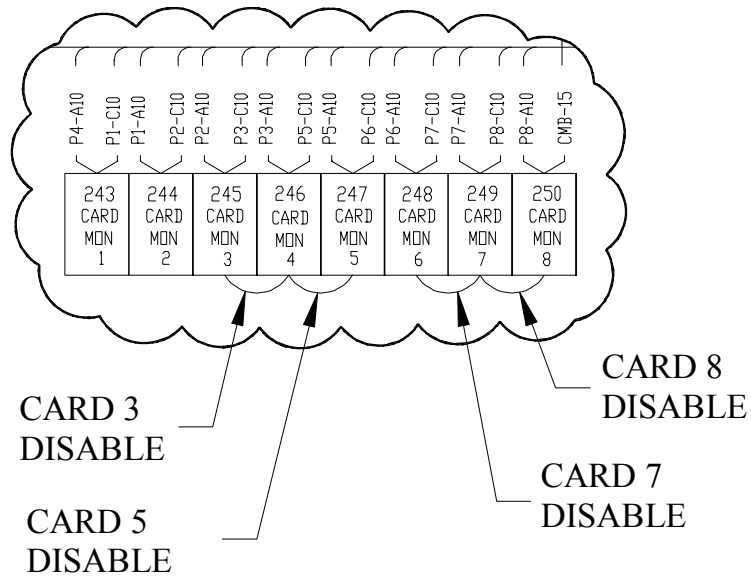 P4-A10
P1-C10
P1-A10
P2-C10
P2-A10
P3-C10
P3-A10
P5-C10
P5-A10
P6-C10
P6-A10
P7-C10
P7-A10
P8-C10
P8-A10
CMB-15
243
CARD
MON
1
244
CARD
MON
2
245
CARD
MON
3
246
CARD
MON
4
247
CARD
MON
5
248
CARD
MON
6
249
CARD
MON
7
250
CARD
MON
8
CARD 3
DISABLE
CARD 5
DISABLE
CARD 7
DISABLE
CARD 8
DISABLE